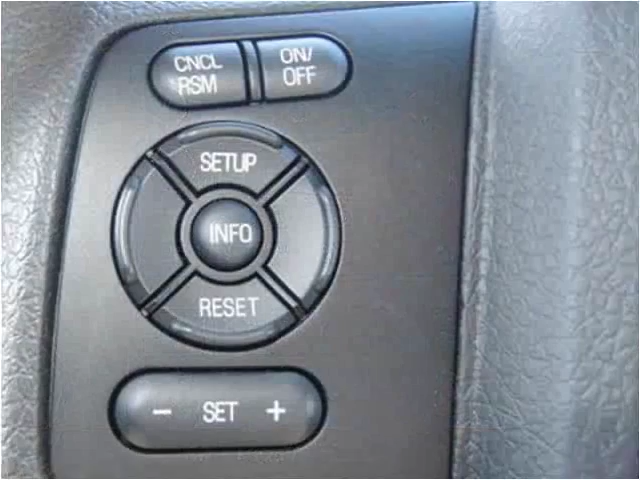 CNCL
RSM
ON/
OFF
SETUP
INFO
RESET
- SET +